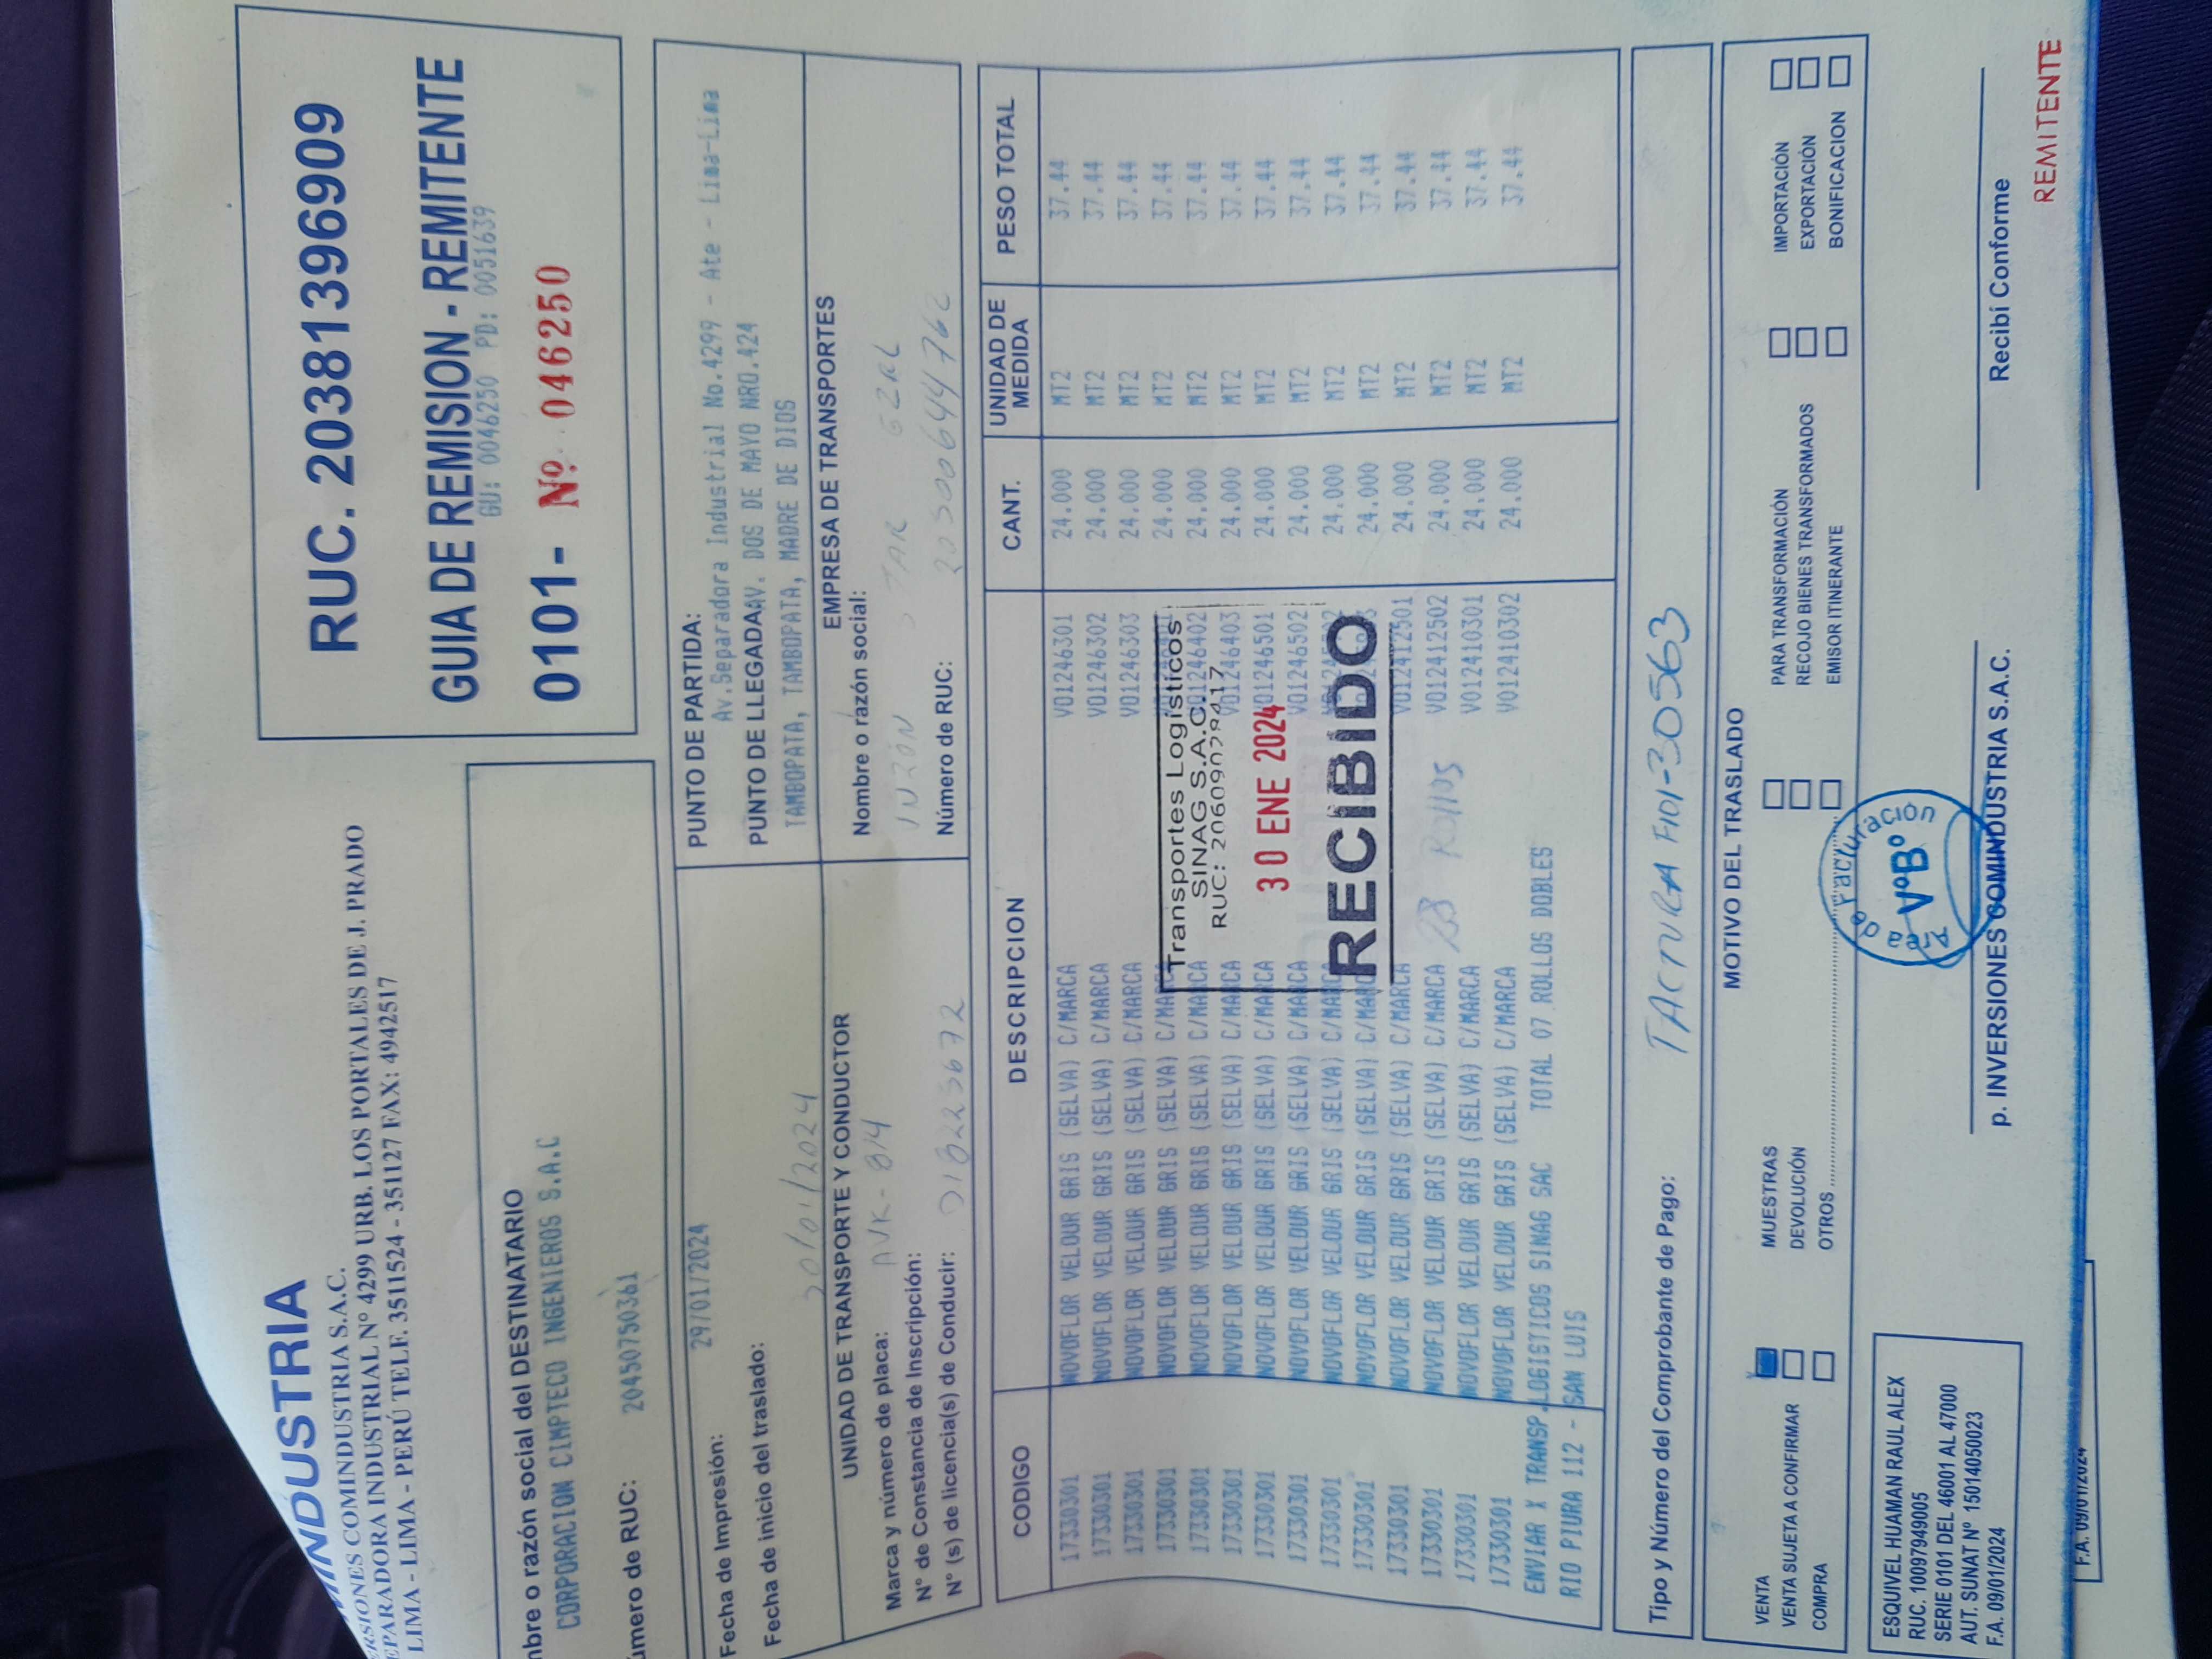 INDUSTRIA
INVERSIONES COMINDUSTRIA S.A.C.
SEPARADORA INDUSTRIAL Nº 4299 URB. LOS PORTALES DE J. PRADO
LIMA - LIMA - PERÚ TELF. 3511524 - 351127 FAX: 4942517
RUC. 20381396909
GUIA DE REMISION - REMITENTE
GU: 0046250 PD: 0051639
0101- Nº 046250
mbre o razón social del DESTINATARIO
CORPORACION CIMPTECO INGENIEROS S.A.C
úmero de RUC: 20450750361
PUNTO DE PARTIDA:
Av.Separadora Industrial No.4299 - Ate - Lima-Lima
PUNTO DE LLEGADA: AV. DOS DE MAYO NRO.424
TAMBOPATA, TAMBOPATA, MADRE DE DIOS
Fecha de Impresión: 29/01/2024
Fecha de inicio del traslado: 30/01/2024
UNIDAD DE TRANSPORTE Y CONDUCTOR
Marca y número de placa: AVK-814
N° de Constancia de Inscripción:
N° (s) de licencia(s) de Conducir:
EMPRESA DE TRANSPORTES
Nombre o razón social:
Número de RUC:
CODIGO DESCRIPCION CANT. UNIDAD DE MEDIDA PESO TOTAL
17330301 NOVOFLOR VELOUR GRIS (SELVA) C/MARCA V01246301 24.000 MT2 37.44
17330301 NOVOFLOR VELOUR GRIS (SELVA) C/MARCA V01246302 24.000 MT2 37.44
17330301 NOVOFLOR VELOUR GRIS (SELVA) C/MARCA V01246303 24.000 MT2 37.44
17330301 NOVOFLOR VELOUR GRIS (SELVA) C/MARCA 24.000 MT2 37.44
17330301 NOVOFLOR VELOUR GRIS (SELVA) C/MARCA V01246402 24.000 MT2 37.44
17330301 NOVOFLOR VELOUR GRIS (SELVA) C/MARCA V01246403 24.000 MT2 37.44
17330301 NOVOFLOR VELOUR GRIS (SELVA) C/MARCA V01246501 24.000 MT2 37.44
17330301 NOVOFLOR VELOUR GRIS (SELVA) C/MARCA V01246502 24.000 MT2 37.44
17330301 NOVOFLOR VELOUR GRIS (SELVA) C/MARCA 24.000 MT2 37.44
17330301 NOVOFLOR VELOUR GRIS (SELVA) C/MARCA 24.000 MT2 37.44
17330301 NOVOFLOR VELOUR GRIS (SELVA) C/MARCA V012412501 24.000 MT2 37.44
17330301 NOVOFLOR VELOUR GRIS (SELVA) C/MARCA V012412502 24.000 MT2 37.44
17330301 NOVOFLOR VELOUR GRIS (SELVA) C/MARCA V012410301 24.000 MT2 37.44
17330301 NOVOFLOR VELOUR GRIS (SELVA) C/MARCA V012410302 24.000 MT2 37.44
ENVIAR X TRANSP.LOGISTICOS SINAG SAC TOTAL 07 ROLLOS DOBLES
RIO PIURA 112 - SAN LUIS
Transportes Logísticos
SINAG S.A.C.
RUC: 20609028417
30 ENE 2024
RECIBIDO
Rollos
Tipo y Número del Comprobante de Pago: FACTURA F101-30563
MOTIVO DEL TRASLADO
VENTA MUESTRAS PARA TRANSFORMACIÓN IMPORTACIÓN
VENTA SUJETA A CONFIRMAR DEVOLUCIÓN RECOJO BIENES TRANSFORMADOS EXPORTACIÓN
COMPRA OTROS EMISOR ITINERANTE BONIFICACION
Area de Facturación
VºBº
ESQUIVEL HUAMAN RAUL ALEX
RUC. 10097949005
SERIE 0101 DEL 46001 AL 47000
AUT. SUNAT Nº 15014050023
F.A. 09/01/2024
p. INVERSIONES COMINDUSTRIA S.A.C.
Recibí Conforme
REMITENTE
F.A. 09/01/2024